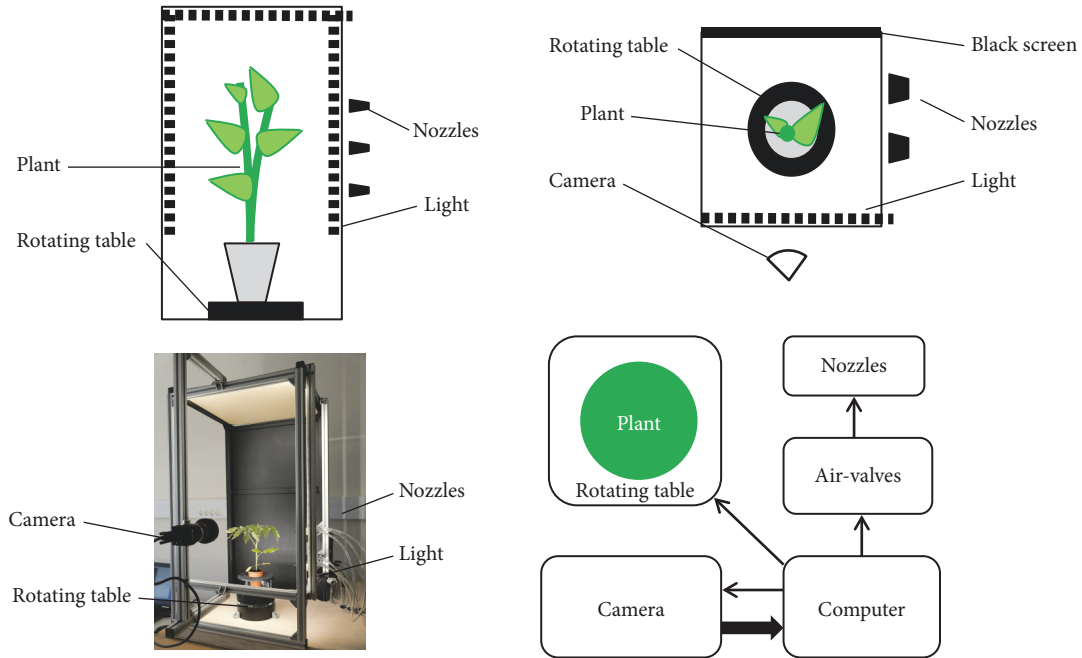 Nozzles
Plant
Light
Rotating table
Rotating table
Black screen
Plant
Nozzles
Camera
Light
Nozzles
Camera
Light
Rotating table
Nozzles
Plant
Air-valves
Rotating table
Camera
Computer